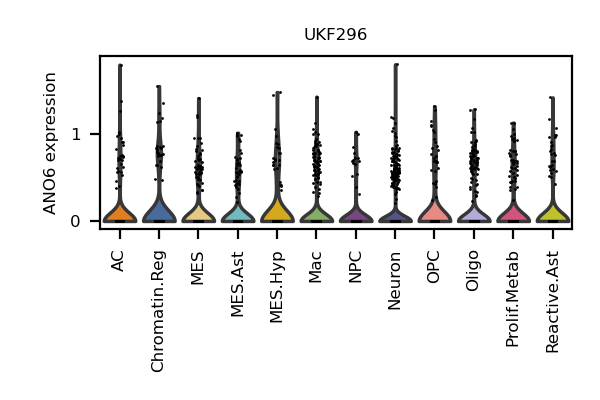 UKF296
ANO6 expression
1
0
AC
Chromatin.Reg
MES
MES.Ast
MES.Hyp
Mac
NPC
Neuron
OPC
Oligo
Prolif.Metab
Reactive.Ast